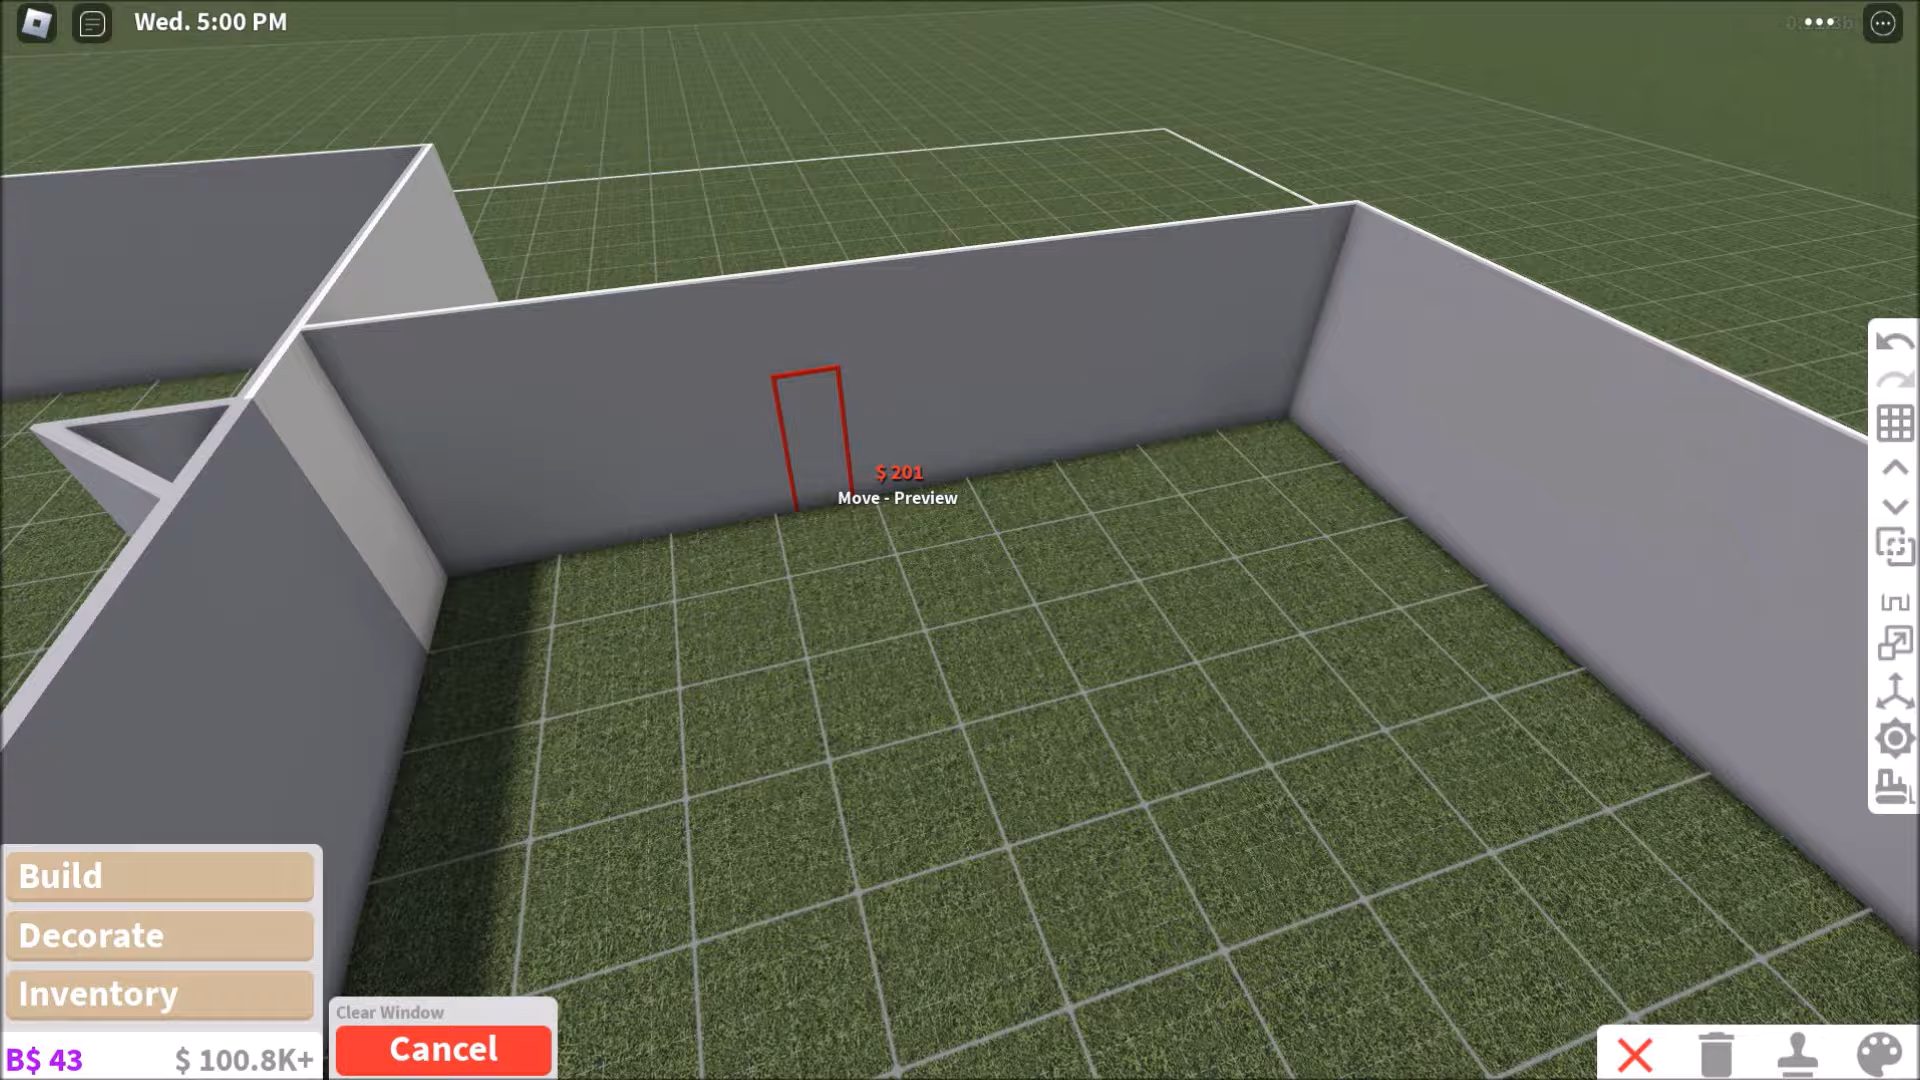 Wed. 5:00 PM
$ 201
Move - Preview
Build
Decorate
Inventory
B$ 43
$ 100.8K+
Clear Window
Cancel